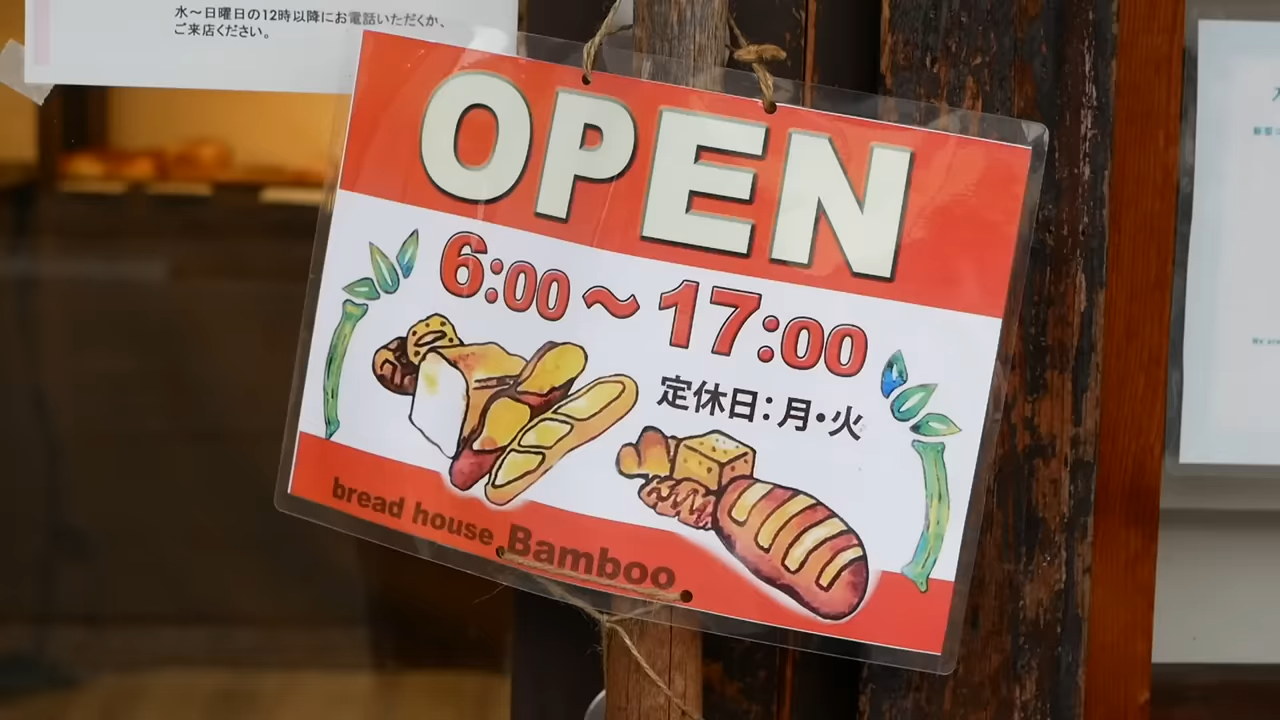 水～日曜日の12時以降にお電話いただくか、
ご来店ください。
OPEN
6:00～17:00
定休日：月・火
bread house Bamboo